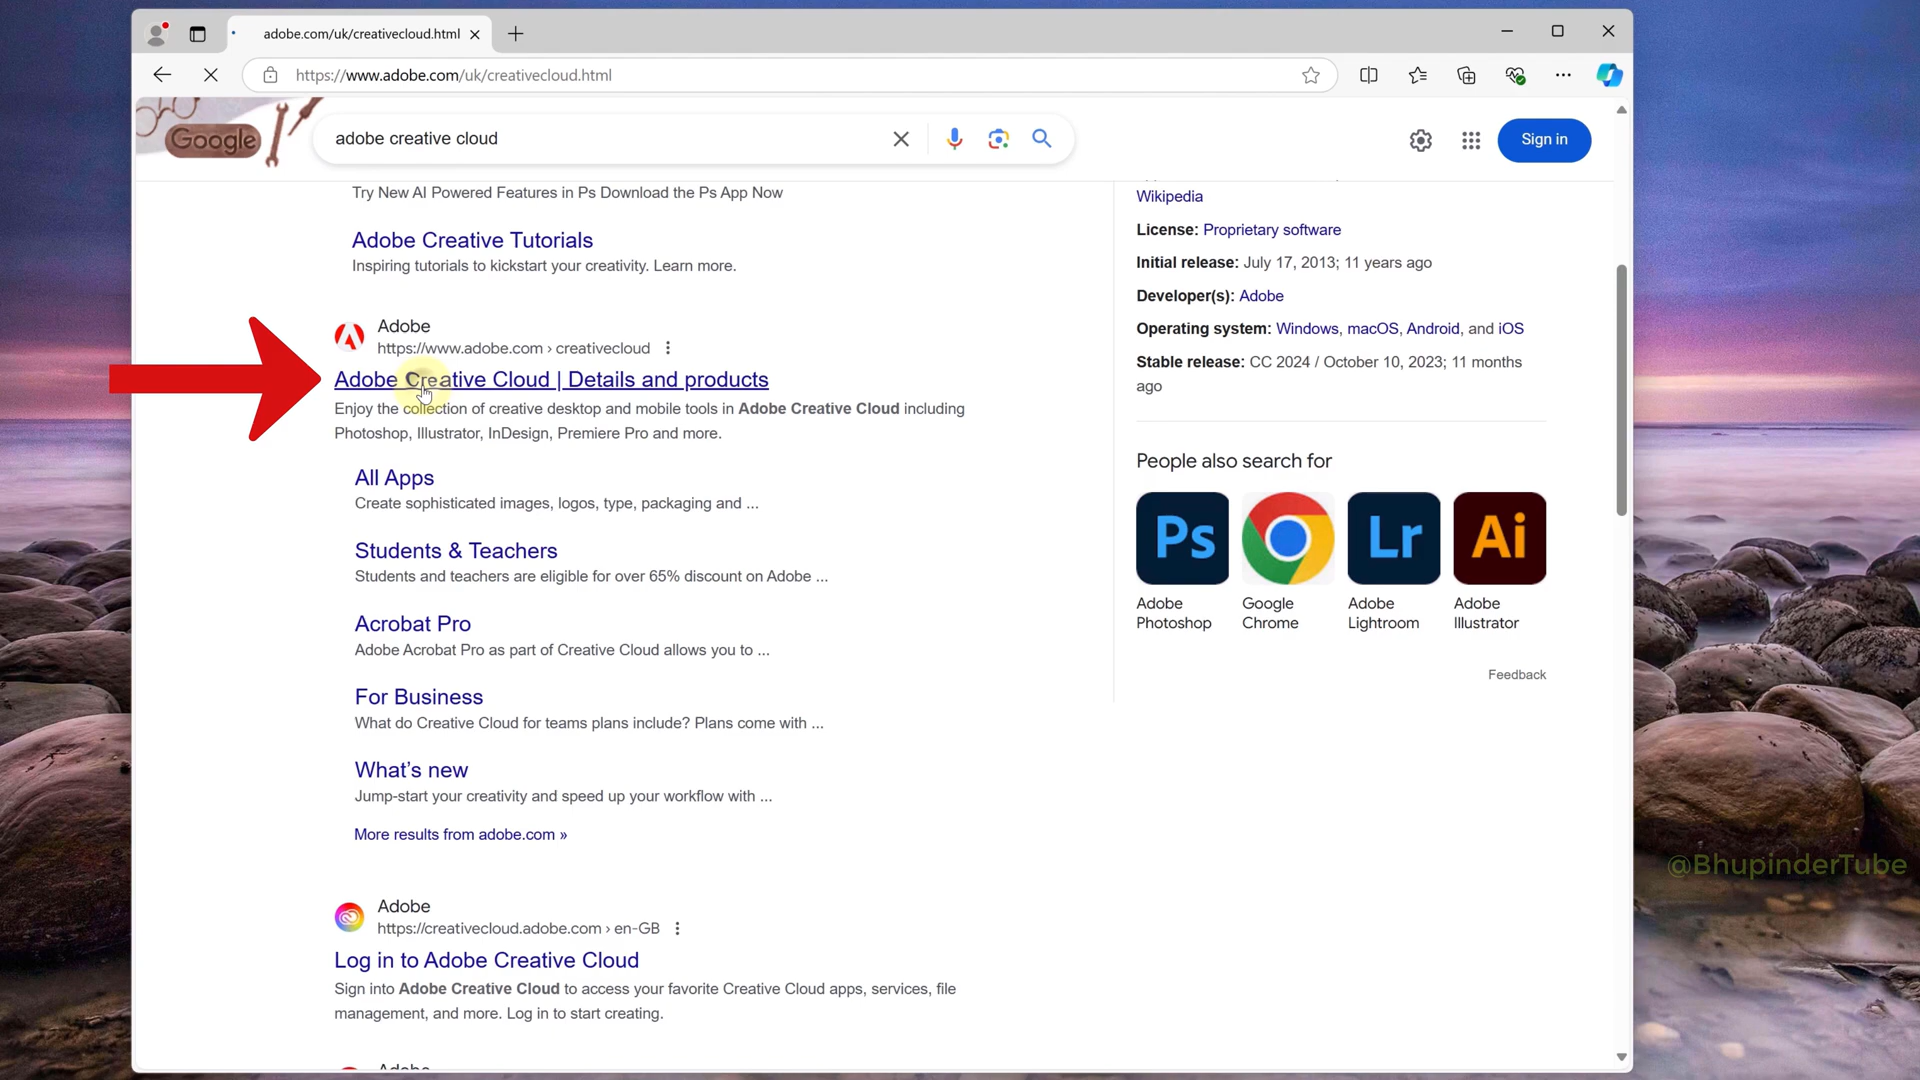 adobe.com/uk/creativecloud.html
https://www.adobe.com/uk/creativecloud.html
Google
adobe creative cloud
Sign in
Try New AI Powered Features in Ps Download the Ps App Now
Adobe Creative Tutorials
Inspiring tutorials to kickstart your creativity. Learn more.
Adobe
https://www.adobe.com › creativecloud
Adobe Creative Cloud | Details and products
Enjoy the collection of creative desktop and mobile tools in Adobe Creative Cloud including
Photoshop, Illustrator, InDesign, Premiere Pro and more.
All Apps
Create sophisticated images, logos, type, packaging and ...
Students & Teachers
Students and teachers are eligible for over 65% discount on Adobe ...
Acrobat Pro
Adobe Acrobat Pro as part of Creative Cloud allows you to ...
For Business
What do Creative Cloud for teams plans include? Plans come with ...
What's new
Jump-start your creativity and speed up your workflow with ...
More results from adobe.com »
Adobe
https://creativecloud.adobe.com › en-GB
Log in to Adobe Creative Cloud
Sign into Adobe Creative Cloud to access your favorite Creative Cloud apps, services, file
management, and more. Log in to start creating.
Adobe
Wikipedia
License: Proprietary software
Initial release: July 17, 2013; 11 years ago
Developer(s): Adobe
Operating system: Windows, macOS, Android, and iOS
Stable release: CC 2024 / October 10, 2023; 11 months
ago
People also search for
Ps
Lr
Ai
Adobe
Photoshop
Google
Chrome
Adobe
Lightroom
Adobe
Illustrator
Feedback
@BhupinderTube